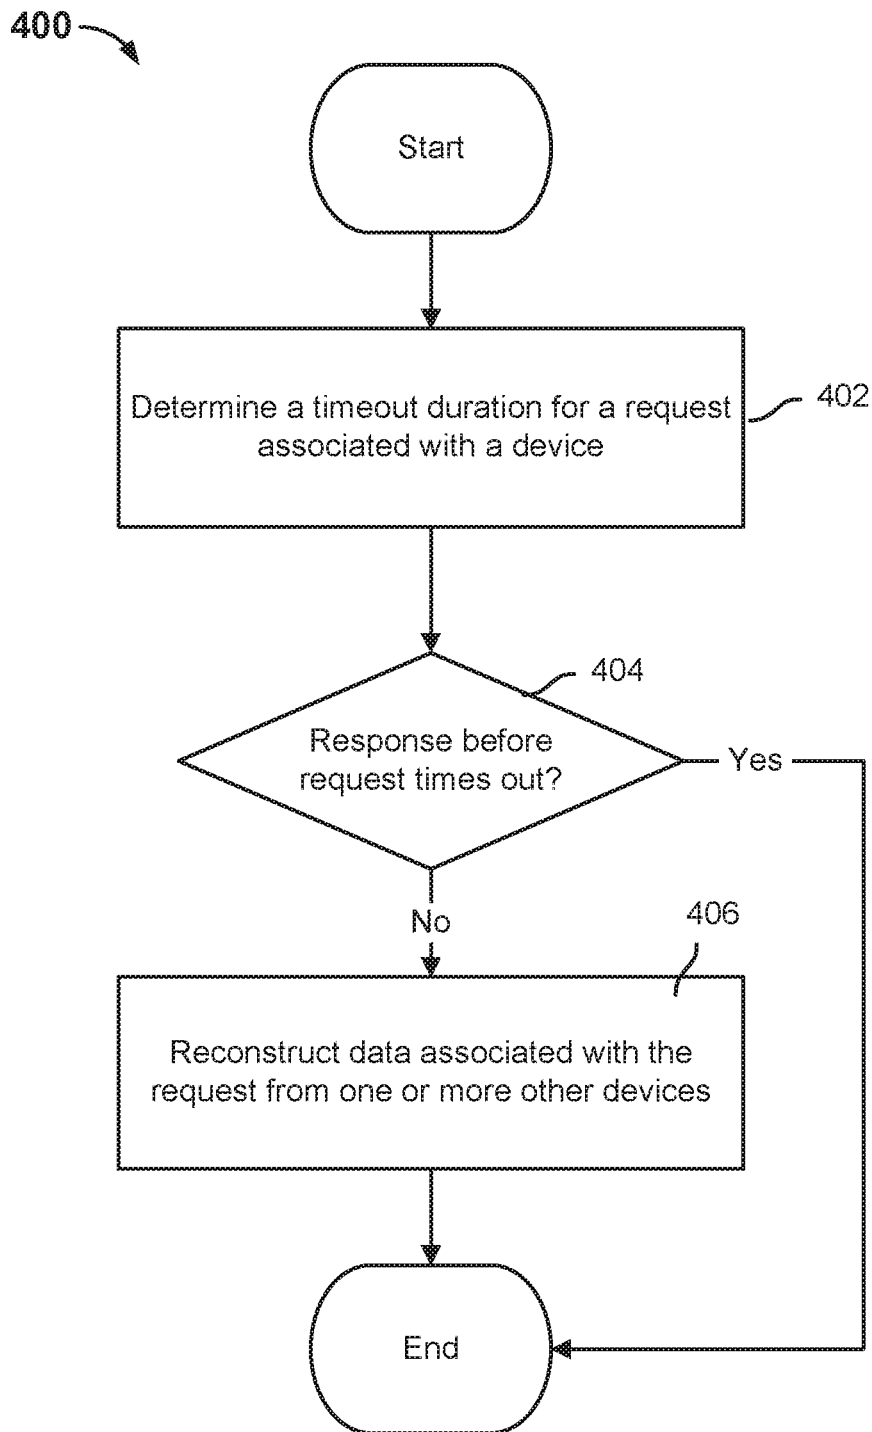 400
Start
Determine a timeout duration for a request
associated with a device
402
404
Response before
request times out?
Yes
No
406
Reconstruct data associated with the
request from one or more other devices
End